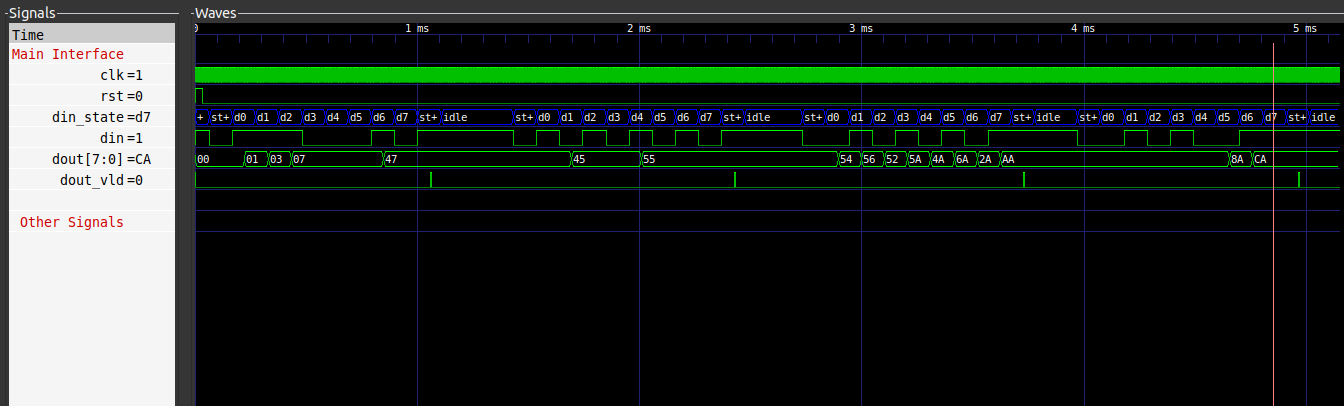 Signals
Waves
Time
0 1 ms 2 ms 3 ms 4 ms 5 ms
Main Interface
clk=1
rst=0
din_state=d7
+ st+ d0 d1 d2 d3 d4 d5 d6 d7 st+ idle st+ d0 d1 d2 d3 d4 d5 d6 d7 st+ idle st+ d0 d1 d2 d3 d4 d5 d6 d7 st+ idle st+ d0 d1 d2 d3 d4 d5 d6 d7 st+ idle
din=1
dout[7:0]=CA
00 01 03 07 47 45 55 54 56 52 5A 4A 6A 2A AA 8A CA
dout_vld=0
Other Signals